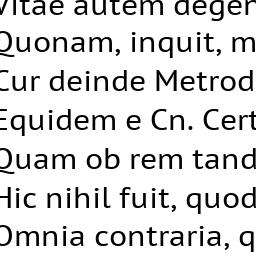 Vitae autem degen
Quonam, inquit, m
Cur deinde Metrod
Equidem e Cn. Cert
Quam ob rem tand
Hic nihil fuit, quod
Omnia contraria, q